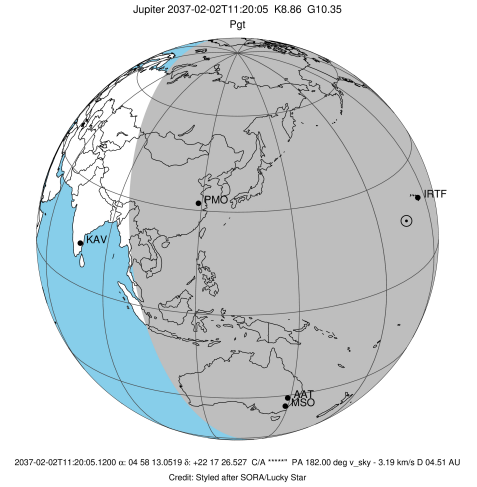 Jupiter 2037-02-02T11:20:05 K8.86 G10.35
Pgt
IRTF
PMO
KAV
AAT
MSO
2037-02-02T11:20:05.1200 α: 04 58 13.0519 δ: +22 17 26.527 C/A *****" PA 182.00 deg v_sky - 3.19 km/s D 04.51 AU
Credit: Styled after SORA/Lucky Star